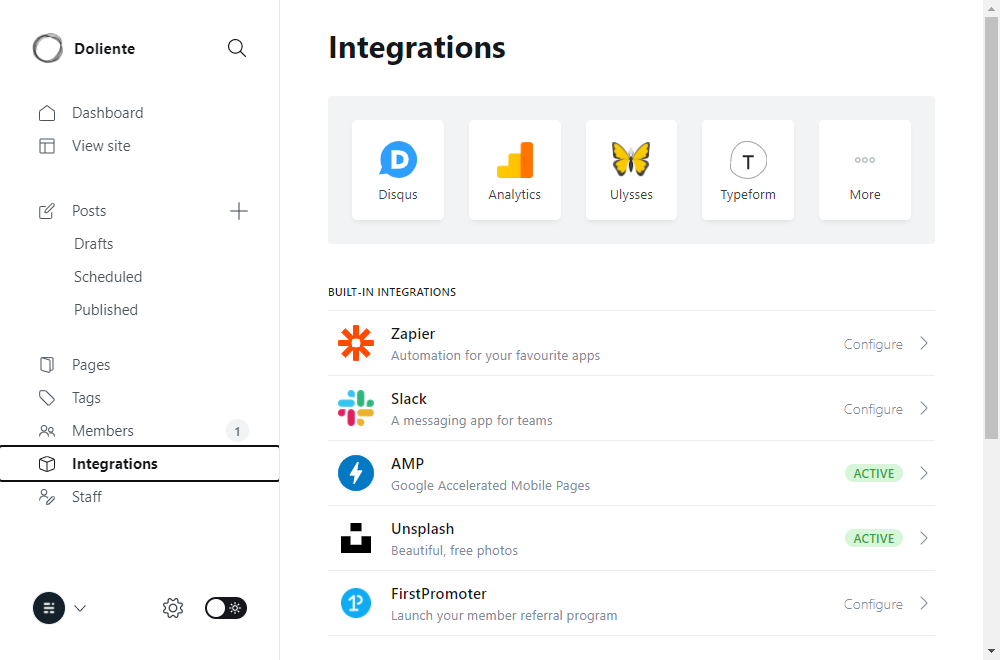 Doliente
Dashboard
View site
Posts
Drafts
Scheduled
Published
Pages
Tags
Members 1
Integrations
Staff
Integrations
D
Disqus
Analytics
Ulysses
T
Typeform
More
BUILT-IN INTEGRATIONS
Zapier
Automation for your favourite apps
Configure
Slack
A messaging app for teams
Configure
AMP
Google Accelerated Mobile Pages
ACTIVE
Unsplash
Beautiful, free photos
ACTIVE
FirstPromoter
Launch your member referral program
Configure